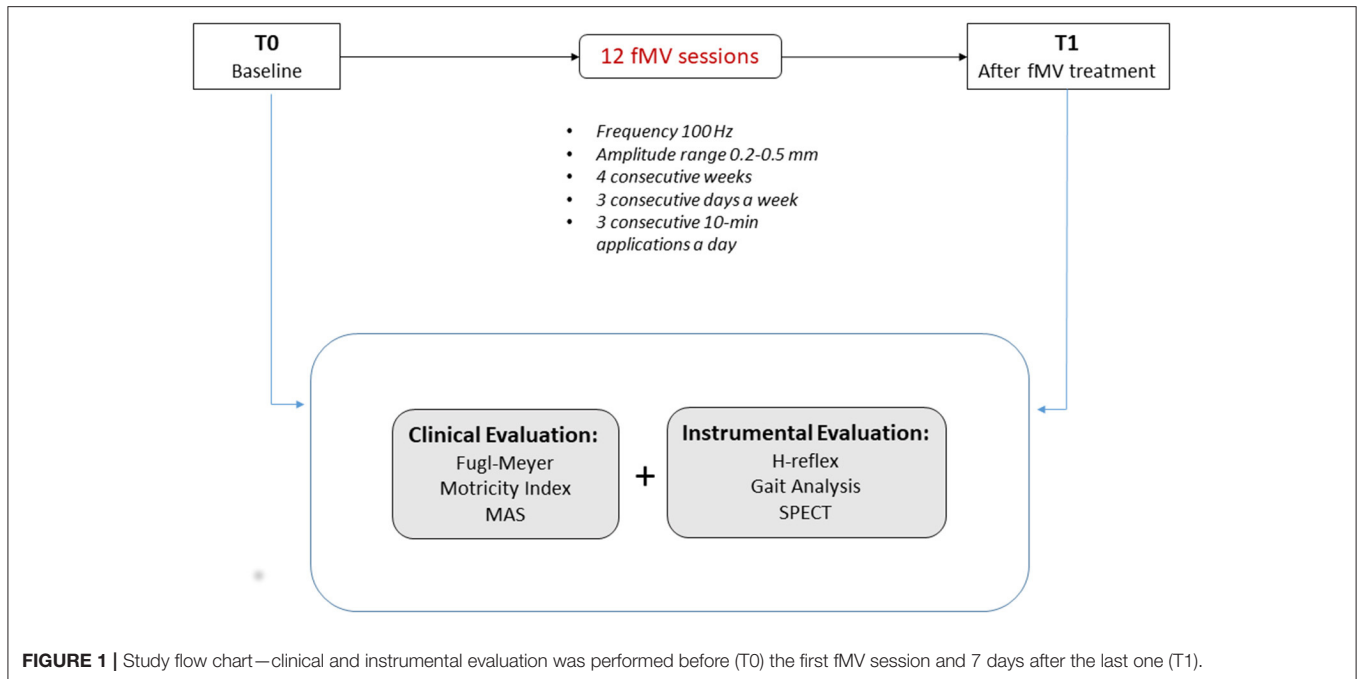 T0
Baseline
12 fMV sessions
T1
After fMV treatment
• Frequency 100 Hz
• Amplitude range 0.2-0.5 mm
• 4 consecutive weeks
• 3 consecutive days a week
• 3 consecutive 10-min
applications a day
Clinical Evaluation:
Fugl-Meyer
Motricity Index
MAS
+
Instrumental Evaluation:
H-reflex
Gait Analysis
SPECT
FIGURE 1 | Study flow chart—clinical and instrumental evaluation was performed before (T0) the first fMV session and 7 days after the last one (T1).